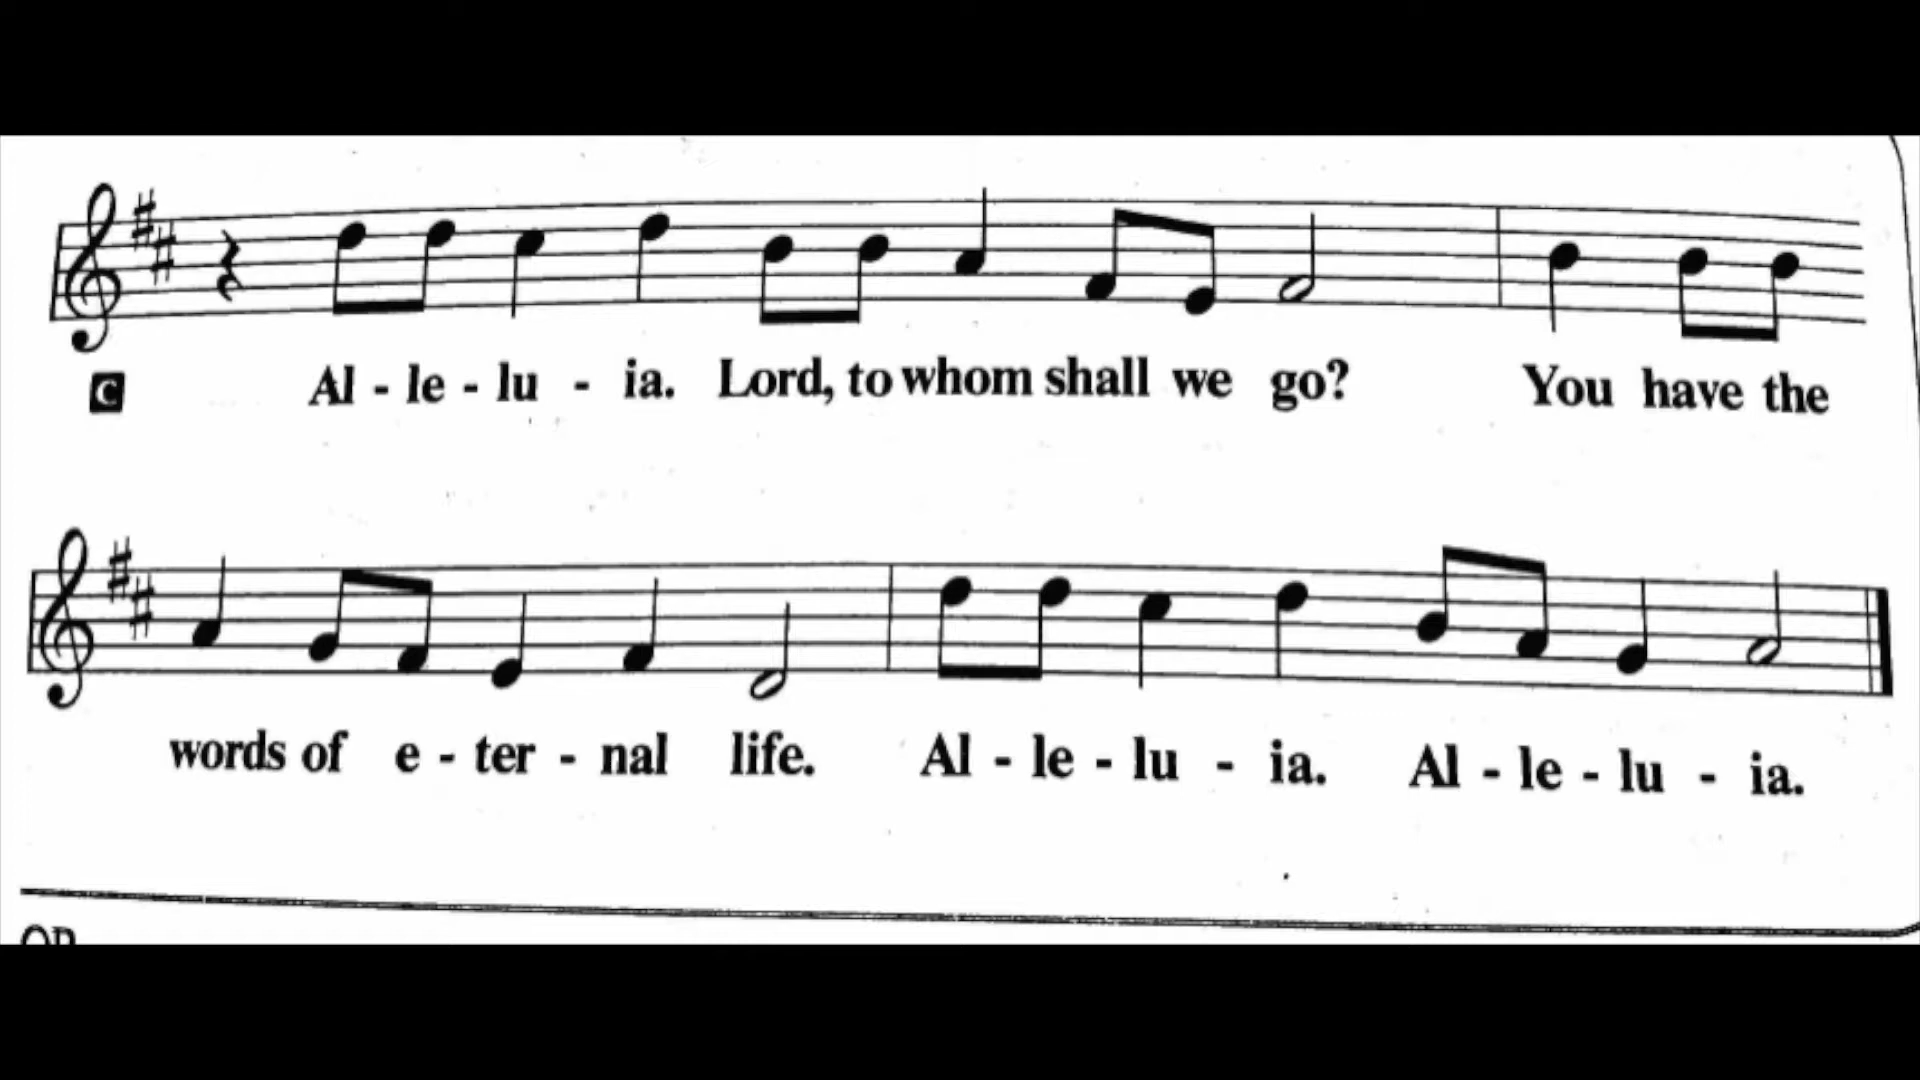 C Al - le - lu - ia. Lord, to whom shall we go? You have the
words of e - ter - nal life. Al - le - lu - ia. Al - le - lu - ia.